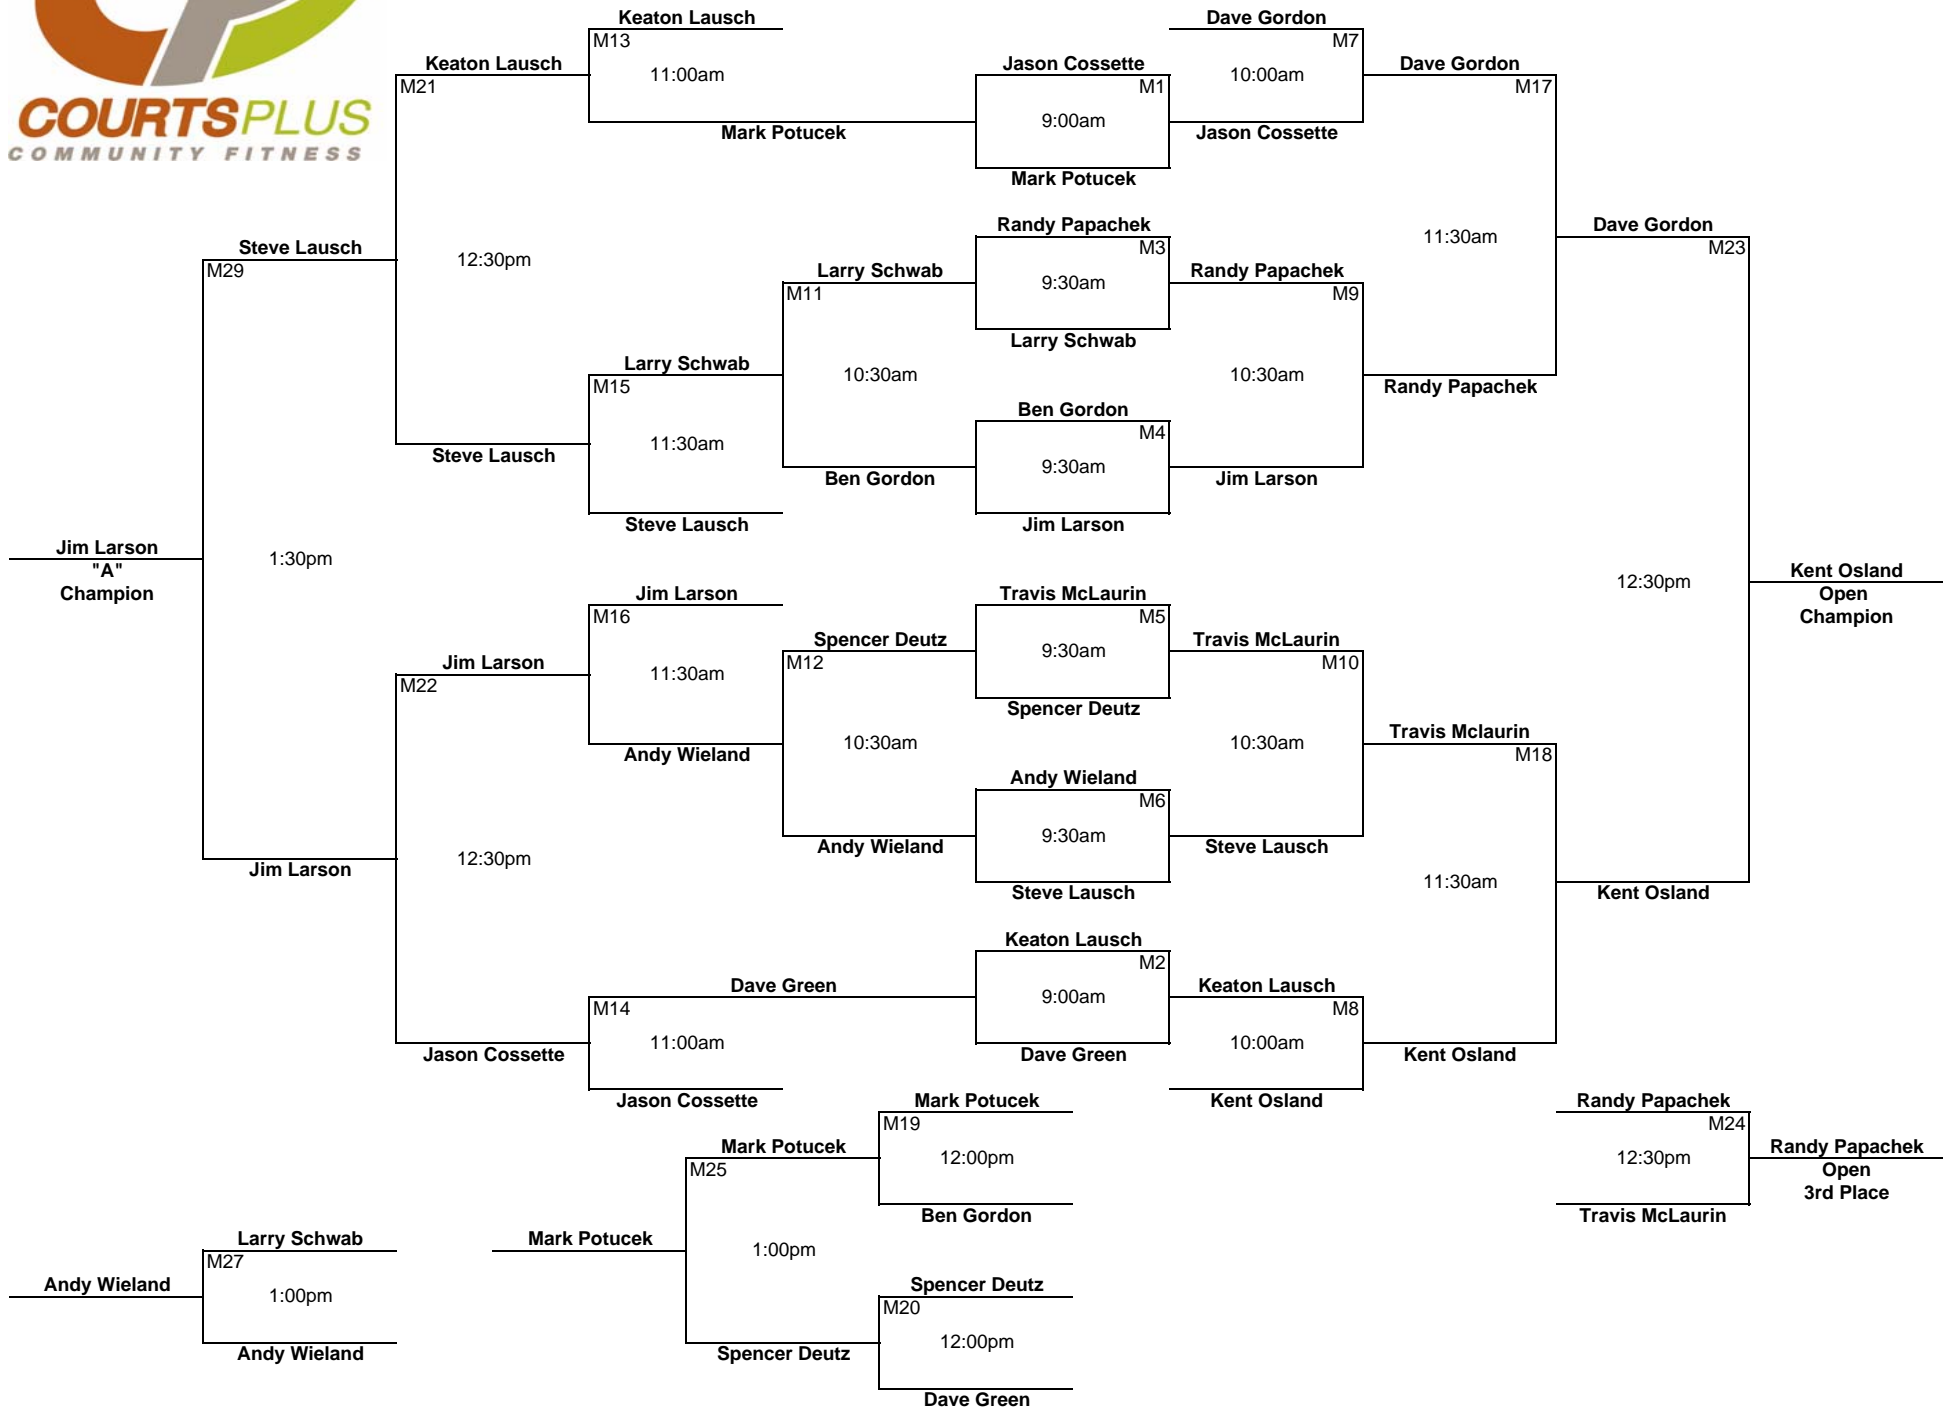 Keaton Lausch
Dave Gordon
M13
M7
Keaton Lausch
11:00am
Jason Cossette
10:00am
Dave Gordon
M21
M1
M17
COURTSPLUS
9:00am
Mark Potucek
Jason Cossette
COMMUNITY FITNESS
Mark Potucek
Randy Papachek
Dave Gordon
11:30am
Steve Lausch
M3
M23
12:30pm
M29
Larry Schwab
Randy Papachek
9:30am
M11
M9
Larry Schwab
Larry Schwab
10:30am
10:30am
M15
Randy Papachek
Ben Gordon
M4
11:30am
Steve Lausch
9:30am
Ben Gordon
Jim Larson
Steve Lausch
Jim Larson
Jim Larson
1:30pm
"A"
Kent Osland
12:30pm
Champion
Jim Larson
Travis McLaurin
Open
M16
M5
Champion
Spencer Deutz
Travis McLaurin
9:30am
Jim Larson
M12
M10
11:30am
M22
Spencer Deutz
Travis Mclaurin
10:30am
10:30am
Andy Wieland
M18
Andy Wieland
M6
9:30am
Andy Wieland
Steve Lausch
12:30pm
Jim Larson
11:30am
Steve Lausch
Kent Osland
Keaton Lausch
M2
Dave Green
Keaton Lausch
9:00am
M14
M8
11:00am
10:00am
Jason Cossette
Dave Green
Kent Osland
Jason Cossette
Mark Potucek
Kent Osland
Randy Papachek
M19
M24
Mark Potucek
Randy Papachek
12:00pm
12:30pm
M25
Open
3rd Place
Ben Gordon
Travis McLaurin
Larry Schwab
Mark Potucek
1:00pm
M27
Andy Wieland
Spencer Deutz
1:00pm
M20
12:00pm
Andy Wieland
Spencer Deutz
Dave Green